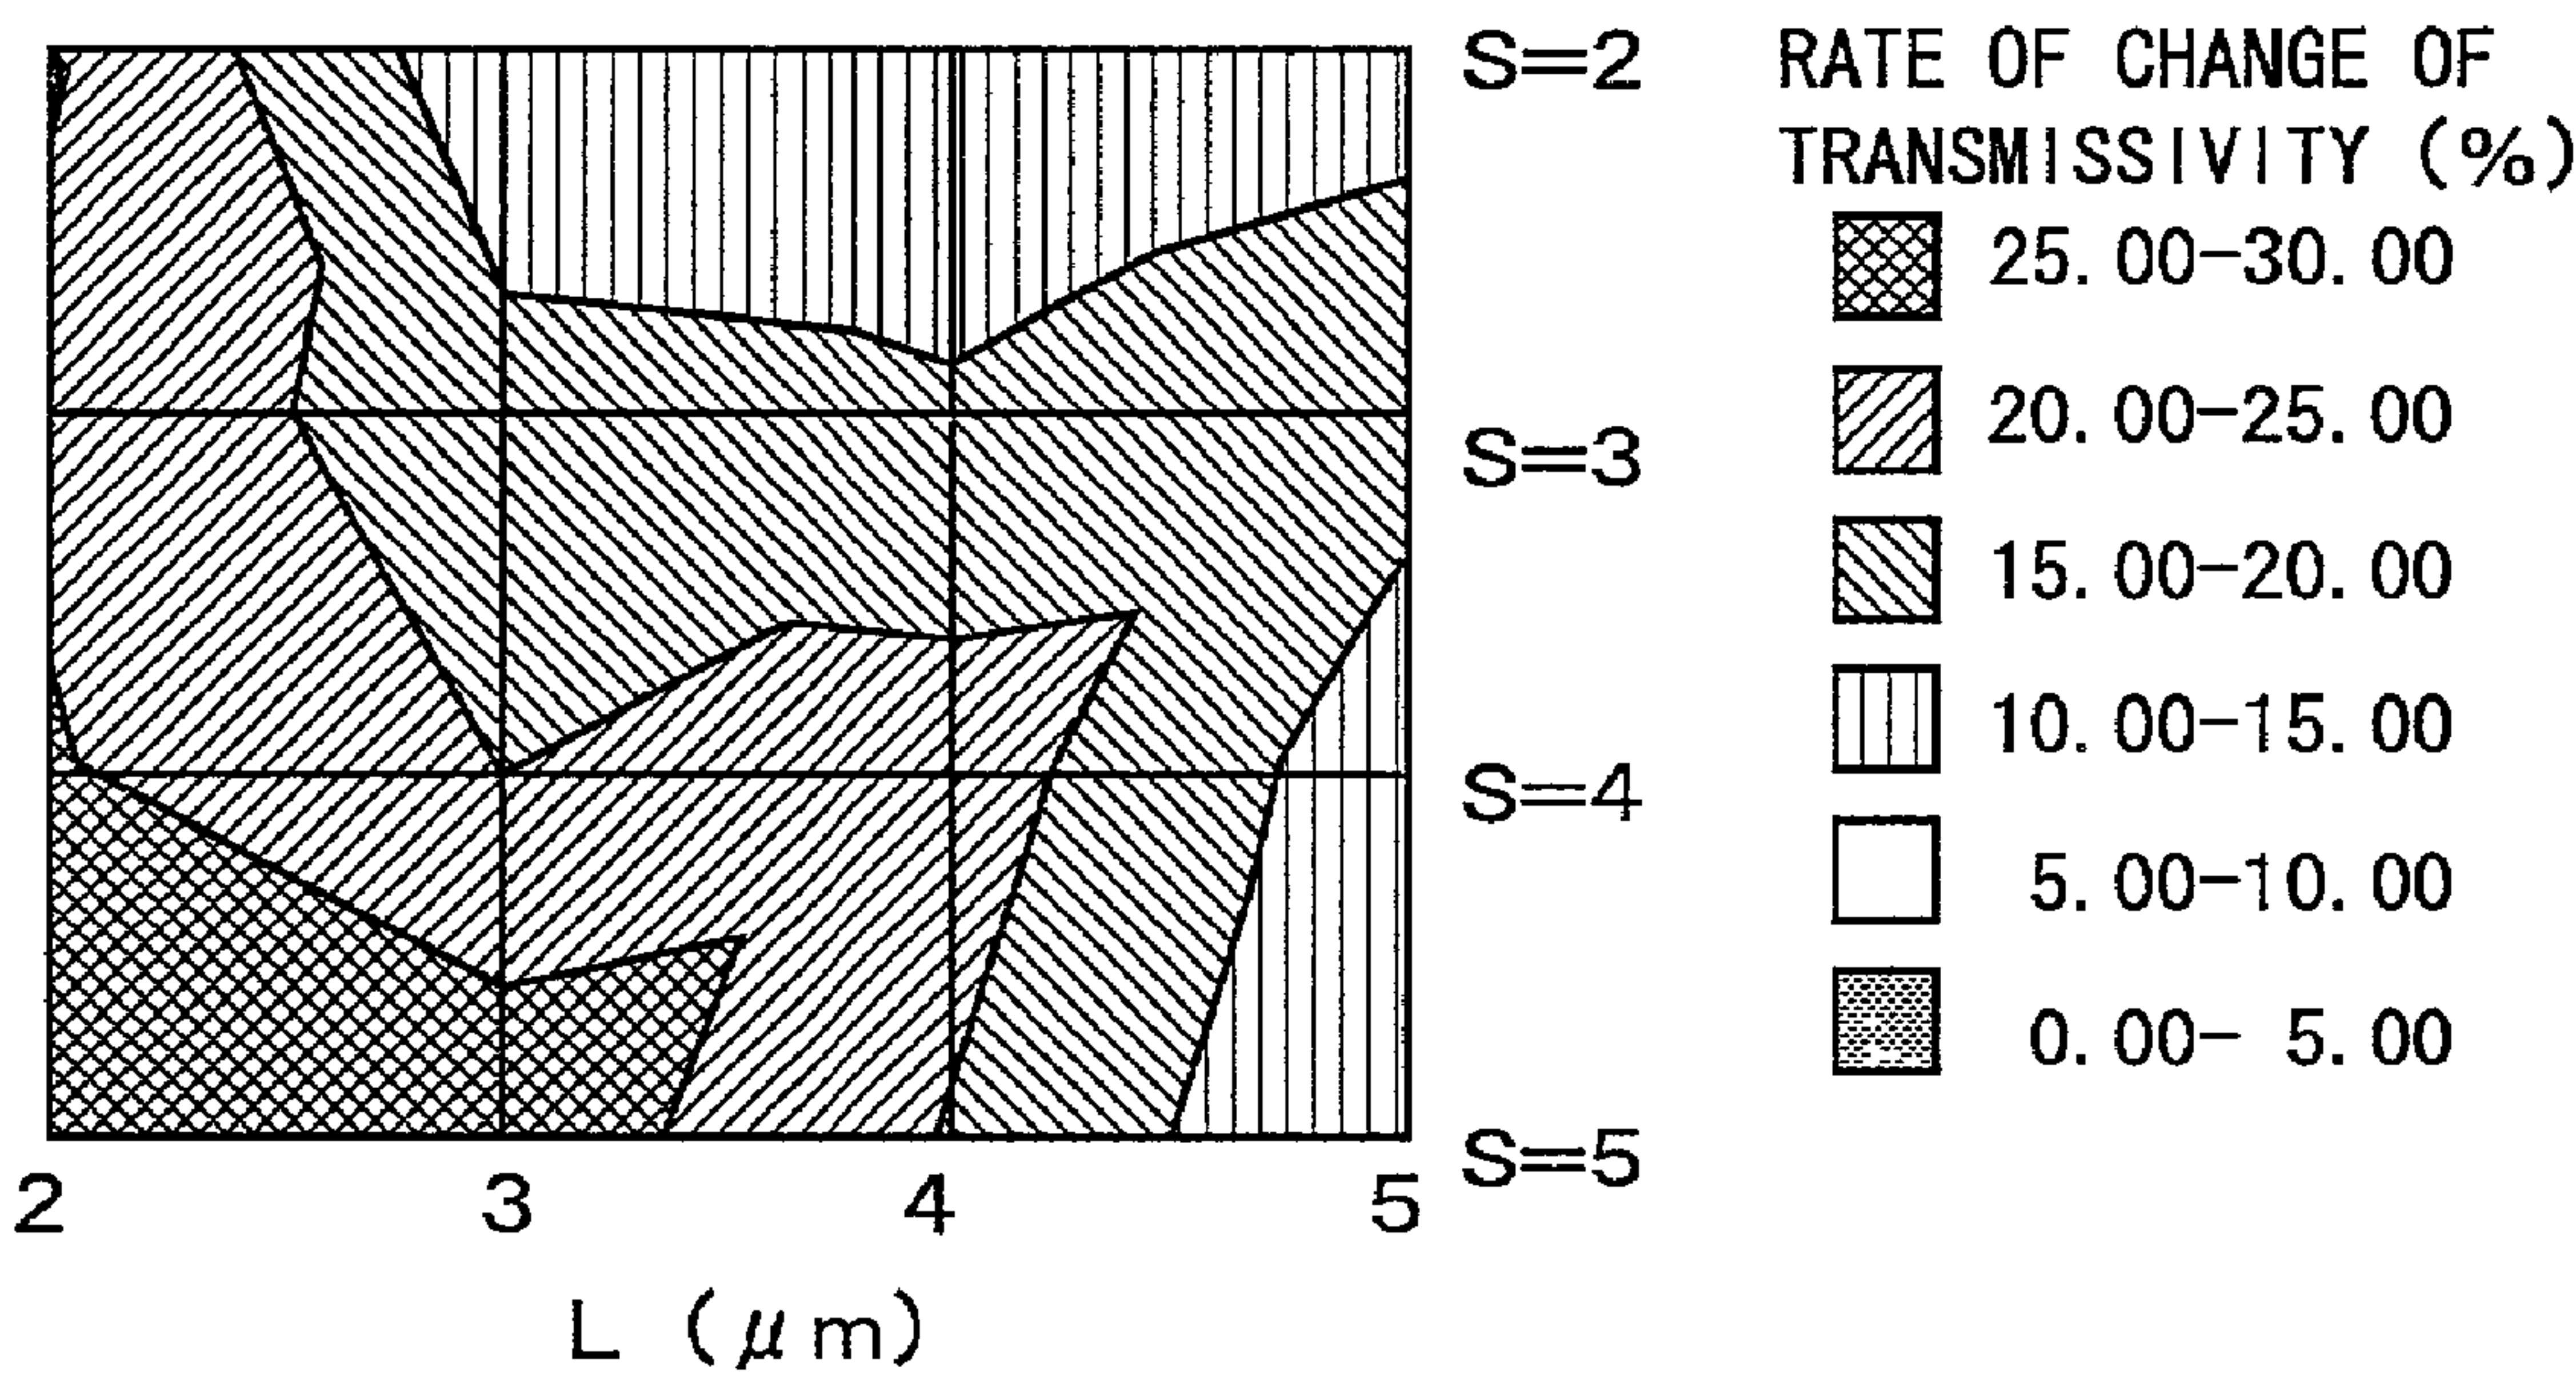 S=2
S=3
S=4
S=5
2 3 4 5
L (μm)
RATE OF CHANGE OF
TRANSMISSIVITY (%)
25.00-30.00
20.00-25.00
15.00-20.00
10.00-15.00
5.00-10.00
0.00- 5.00